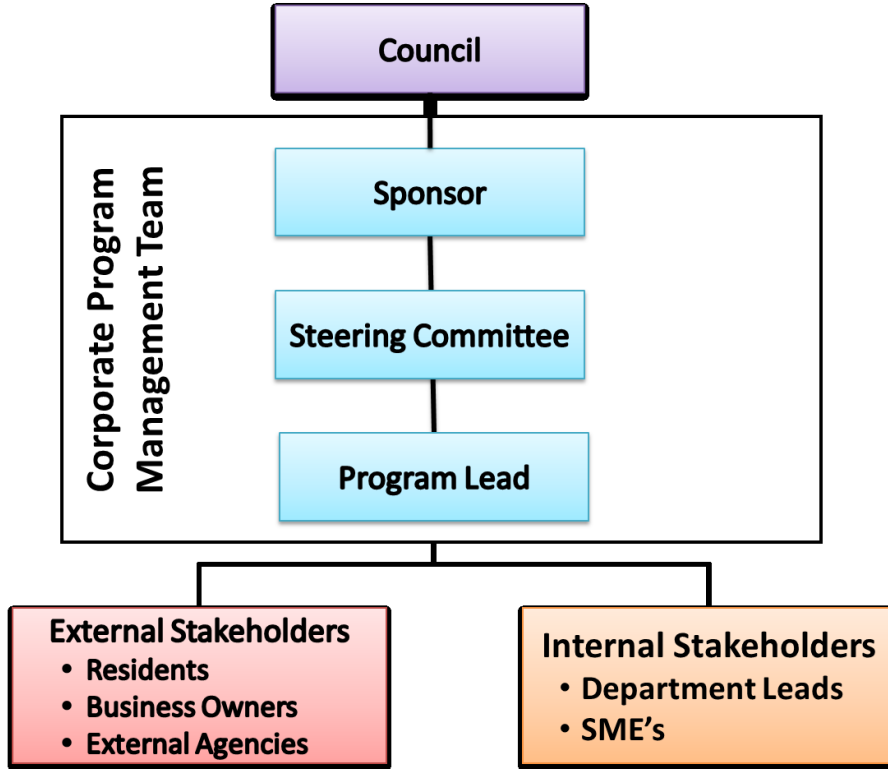 Council
Corporate Program
Management Team
Sponsor
Steering Committee
Program Lead
External Stakeholders
• Residents
• Business Owners
• External Agencies
Internal Stakeholders
• Department Leads
• SME's